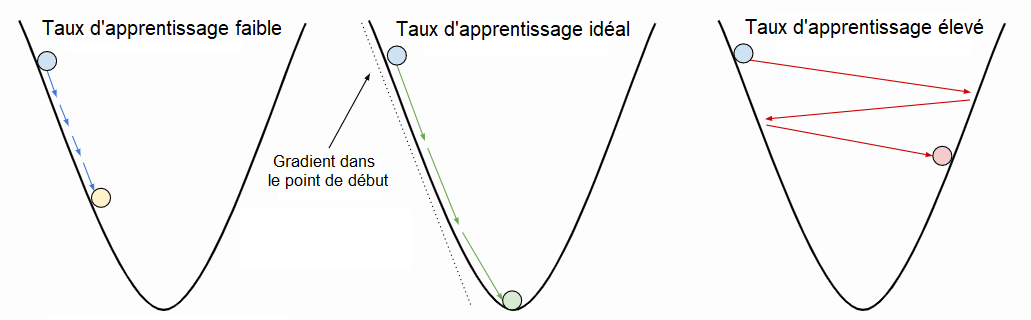 Taux d'apprentissage faible
Taux d'apprentissage idéal
Taux d'apprentissage élevé
Gradient dans
le point de début